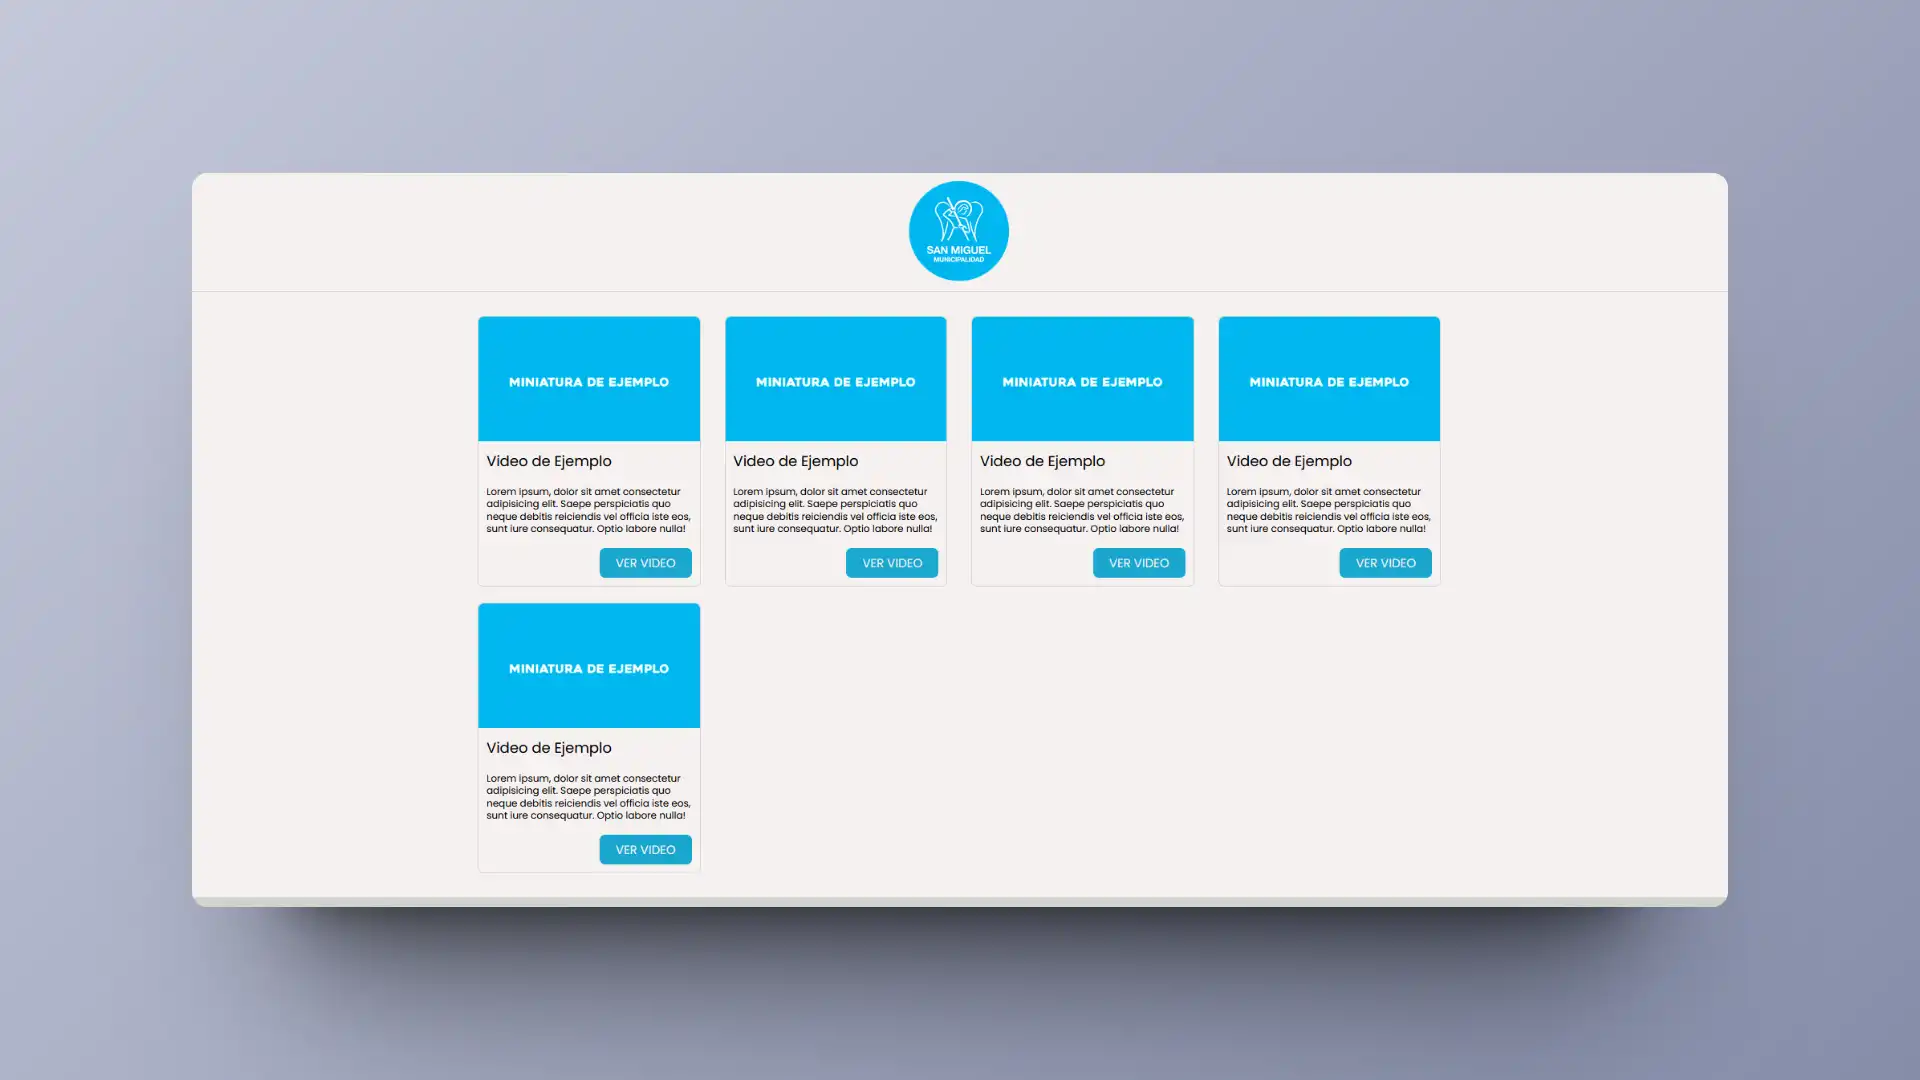 SAN MIGUEL
MUNICIPALIDAD
MINIATURA DE EJEMPLO
Video de Ejemplo
Lorem ipsum, dolor sit amet consectetur
adipisicing elit. Saepe perspiciatis quo
neque debitis reiciendis vel officia iste eos,
sunt iure consequatur. Optio labore nulla!
VER VIDEO
MINIATURA DE EJEMPLO
Video de Ejemplo
Lorem ipsum, dolor sit amet consectetur
adipisicing elit. Saepe perspiciatis quo
neque debitis reiciendis vel officia iste eos,
sunt iure consequatur. Optio labore nulla!
VER VIDEO
MINIATURA DE EJEMPLO
Video de Ejemplo
Lorem ipsum, dolor sit amet consectetur
adipisicing elit. Saepe perspiciatis quo
neque debitis reiciendis vel officia iste eos,
sunt iure consequatur. Optio labore nulla!
VER VIDEO
MINIATURA DE EJEMPLO
Video de Ejemplo
Lorem ipsum, dolor sit amet consectetur
adipisicing elit. Saepe perspiciatis quo
neque debitis reiciendis vel officia iste eos,
sunt iure consequatur. Optio labore nulla!
VER VIDEO
MINIATURA DE EJEMPLO
Video de Ejemplo
Lorem ipsum, dolor sit amet consectetur
adipisicing elit. Saepe perspiciatis quo
neque debitis reiciendis vel officia iste eos,
sunt iure consequatur. Optio labore nulla!
VER VIDEO